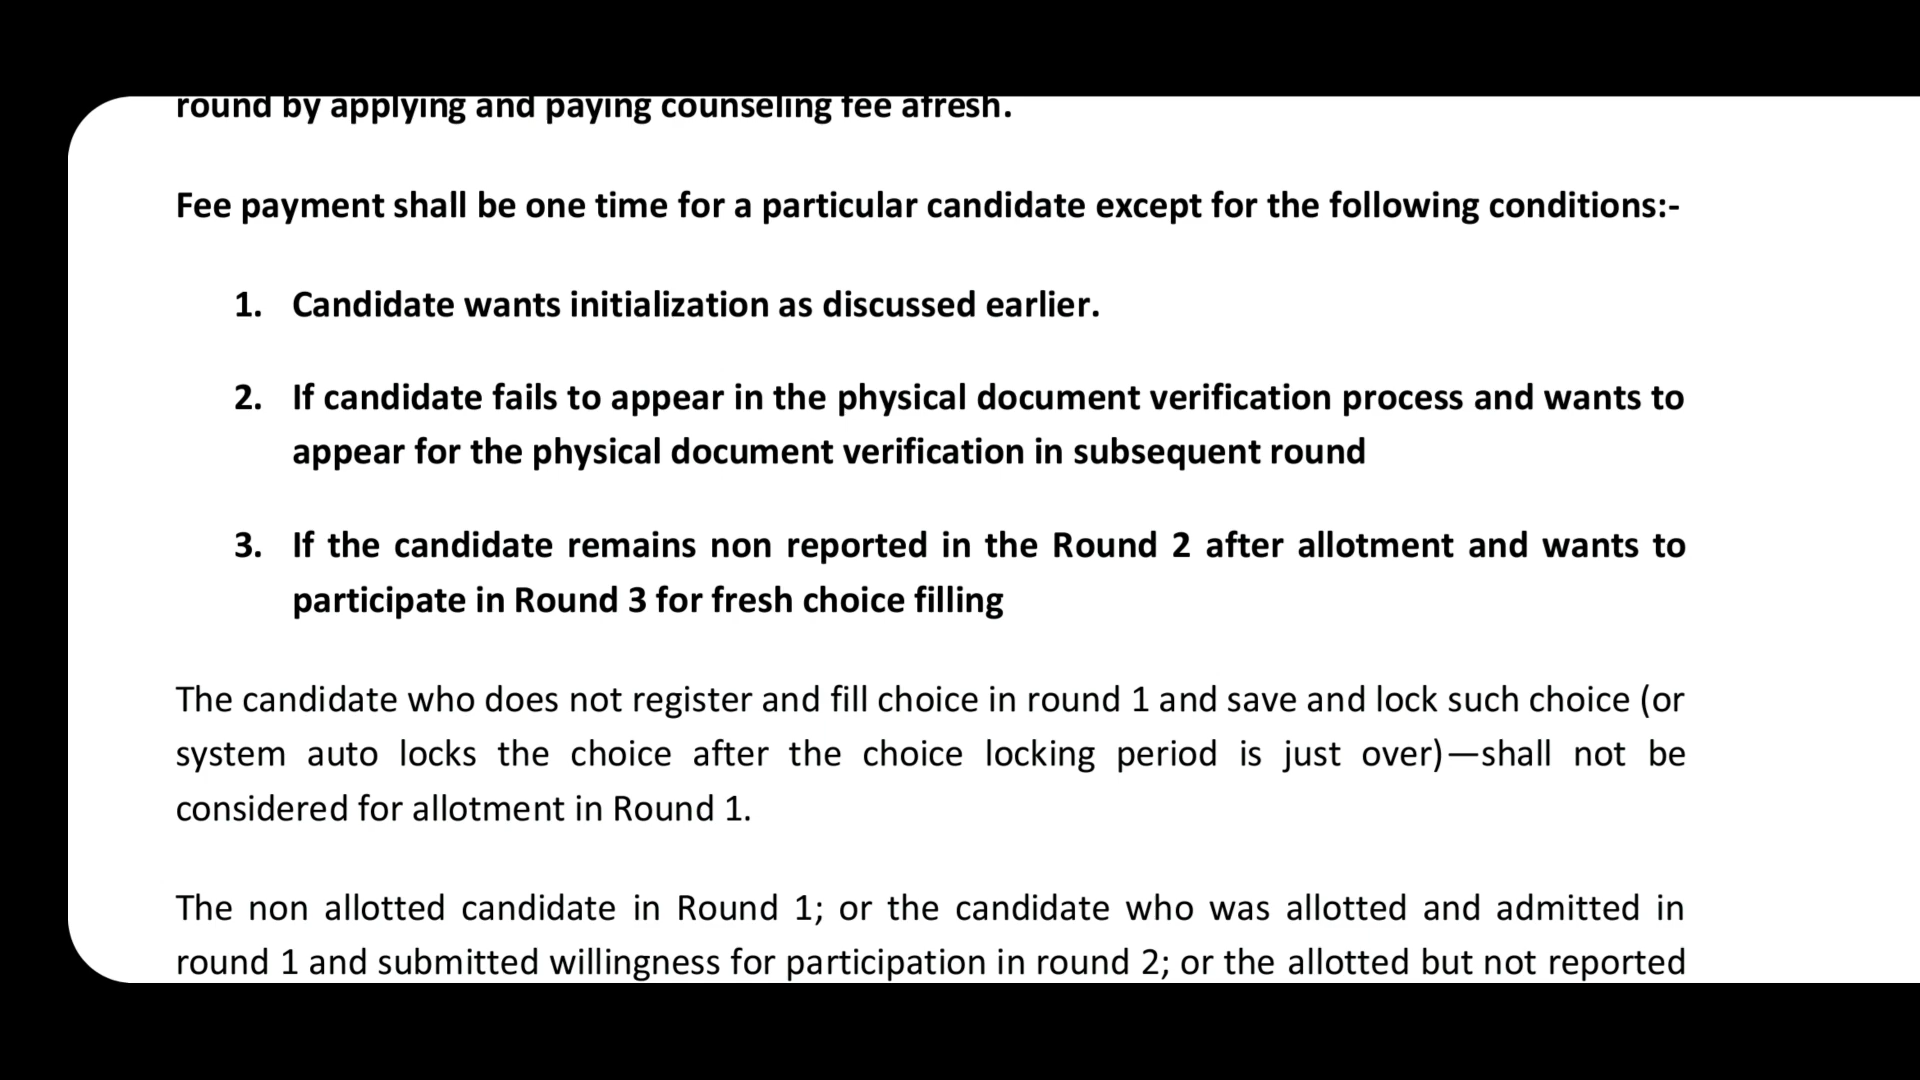 round by applying and paying counseling fee afresh.
Fee payment shall be one time for a particular candidate except for the following conditions:-
1. Candidate wants initialization as discussed earlier.
2. If candidate fails to appear in the physical document verification process and wants to
appear for the physical document verification in subsequent round
3. If the candidate remains non reported in the Round 2 after allotment and wants to
participate in Round 3 for fresh choice filling
The candidate who does not register and fill choice in round 1 and save and lock such choice (or
system auto locks the choice after the choice locking period is just over)—shall not be
considered for allotment in Round 1.
The non allotted candidate in Round 1; or the candidate who was allotted and admitted in
round 1 and submitted willingness for participation in round 2; or the allotted but not reported